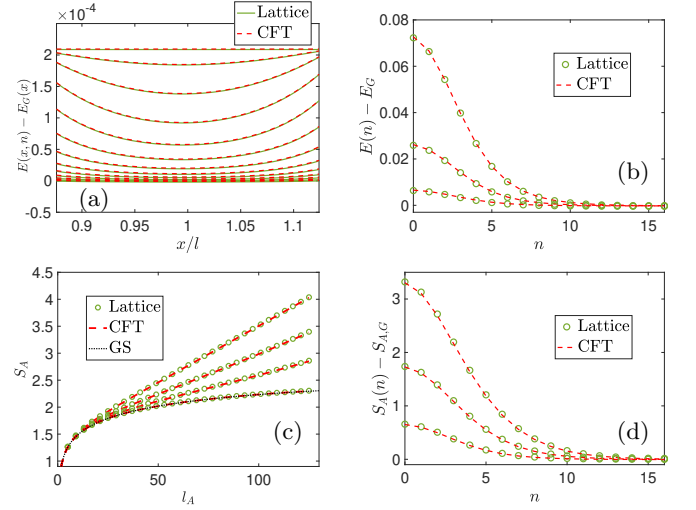 ×10⁻⁴
Lattice
CFT
2
1.5
1
0.5
0
-0.5
0.9
0.95
1
1.05
1.1
E(x, n) − E_G(x)
x/l
(a)
0.08
0.06
0.04
0.02
0
0
5
10
15
E(n) − E_G
n
Lattice
CFT
(b)
4.5
4
3.5
3
2.5
2
1.5
1
0
50
100
S_A
l_A
Lattice
CFT
GS
(c)
3
2
1
0
0
5
10
15
S_A(n) − S_{A,G}
n
Lattice
CFT
(d)